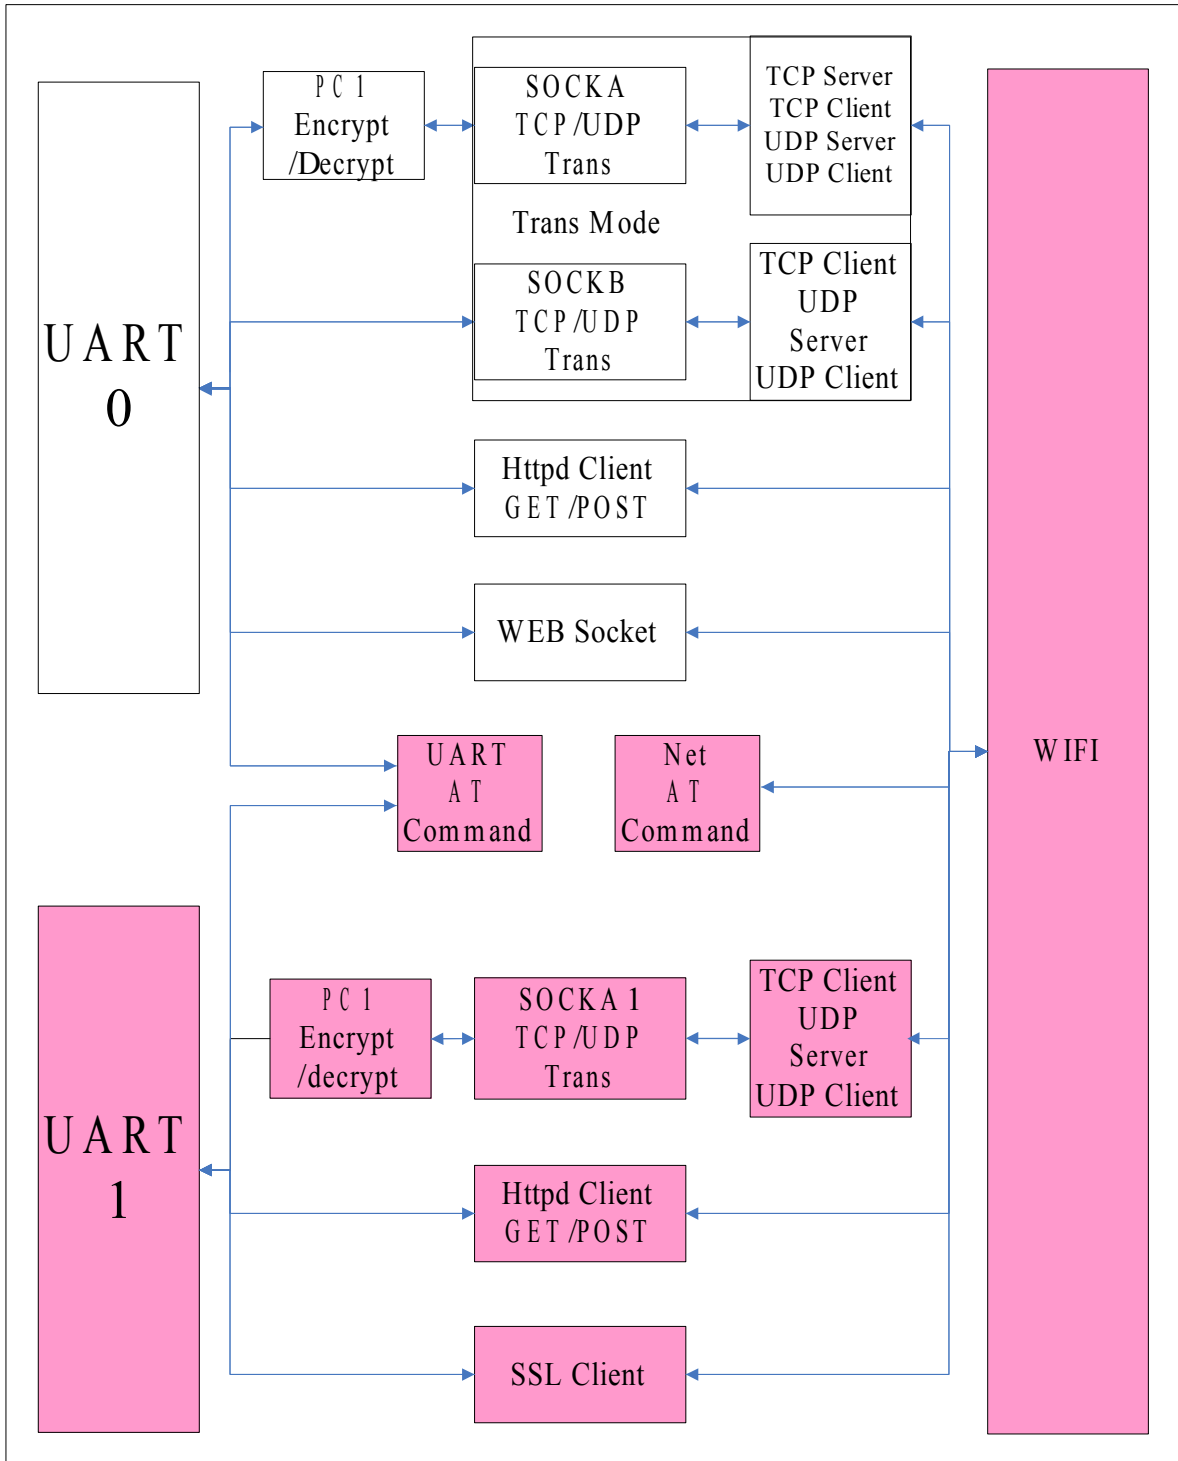 UART
0
PC1
Encrypt
/Decrypt
SOCKA
TCP/UDP
Trans
TCP Server
TCP Client
UDP Server
UDP Client
Trans Mode
SOCKB
TCP/UDP
Trans
TCP Client
UDP
Server
UDP Client
Httpd Client
GET/POST
WEB Socket
UART
AT
Command
Net
AT
Command
WIFI
UART
1
PC1
Encrypt
/decrypt
SOCKA1
TCP/UDP
Trans
TCP Client
UDP
Server
UDP Client
Httpd Client
GET/POST
SSL Client